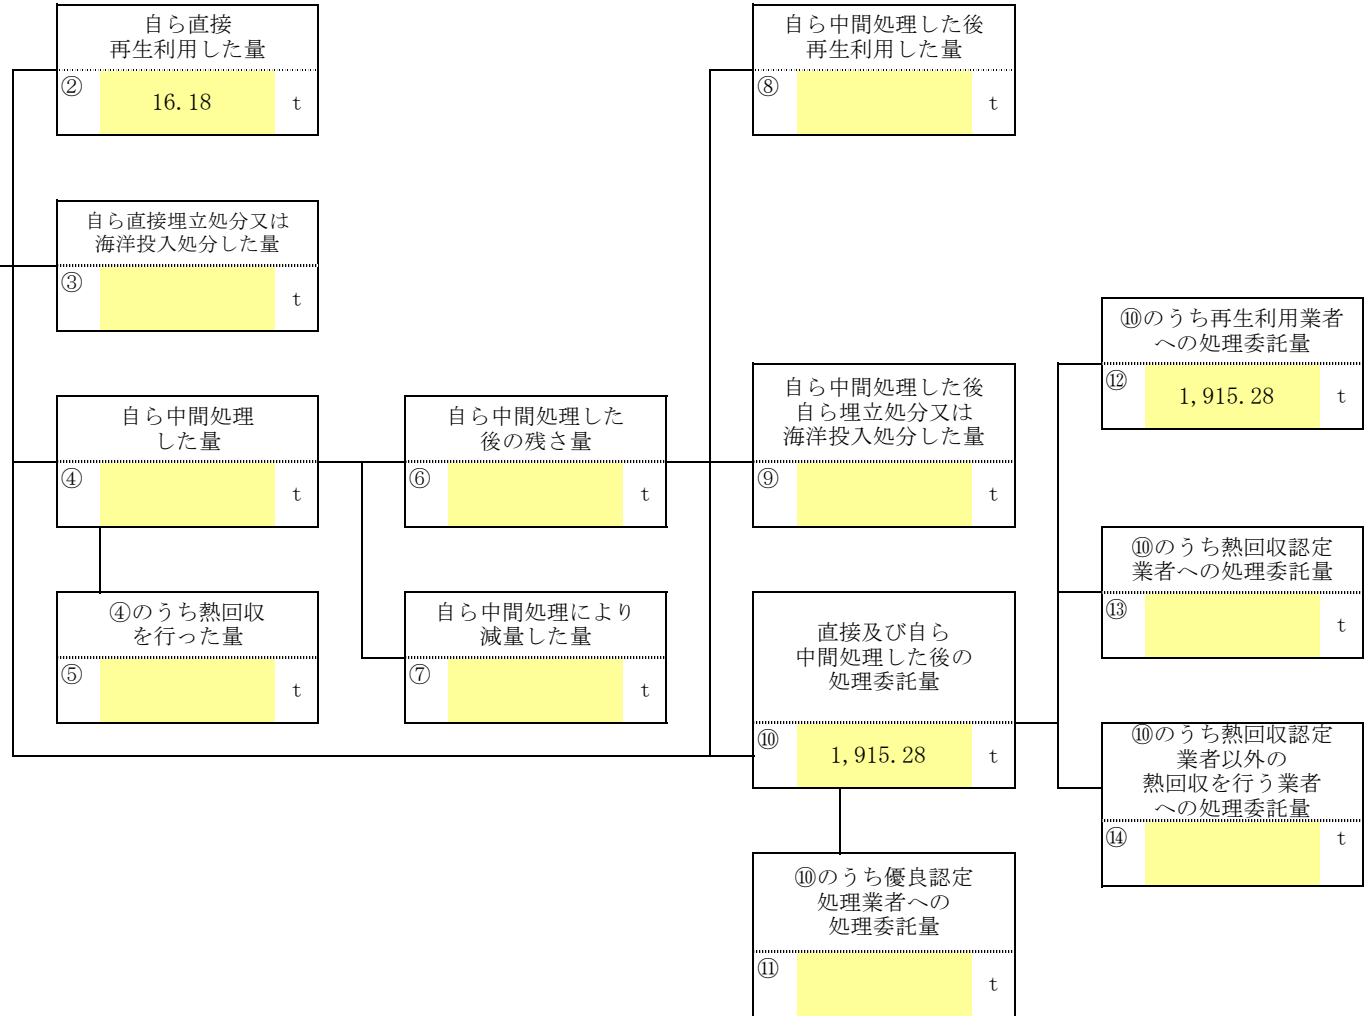 自ら直接
再生利用した量
②
16.18
t
自ら直接埋立処分又は
海洋投入処分した量
③
t
自ら中間処理
した量
④
t
④のうち熱回収
を行った量
⑤
t
自ら中間処理した
後の残さ量
⑥
t
自ら中間処理により
減量した量
⑦
t
自ら中間処理した後
再生利用した量
⑧
t
自ら中間処理した後
自ら埋立処分又は
海洋投入処分した量
⑨
t
直接及び自ら
中間処理した後の
処理委託量
⑩
1,915.28
t
⑩のうち優良認定
処理業者への
処理委託量
⑪
t
⑩のうち再生利用業者
への処理委託量
⑫
1,915.28
t
⑩のうち熱回収認定
業者への処理委託量
⑬
t
⑩のうち熱回収認定
業者以外の
熱回収を行う業者
への処理委託量
⑭
t